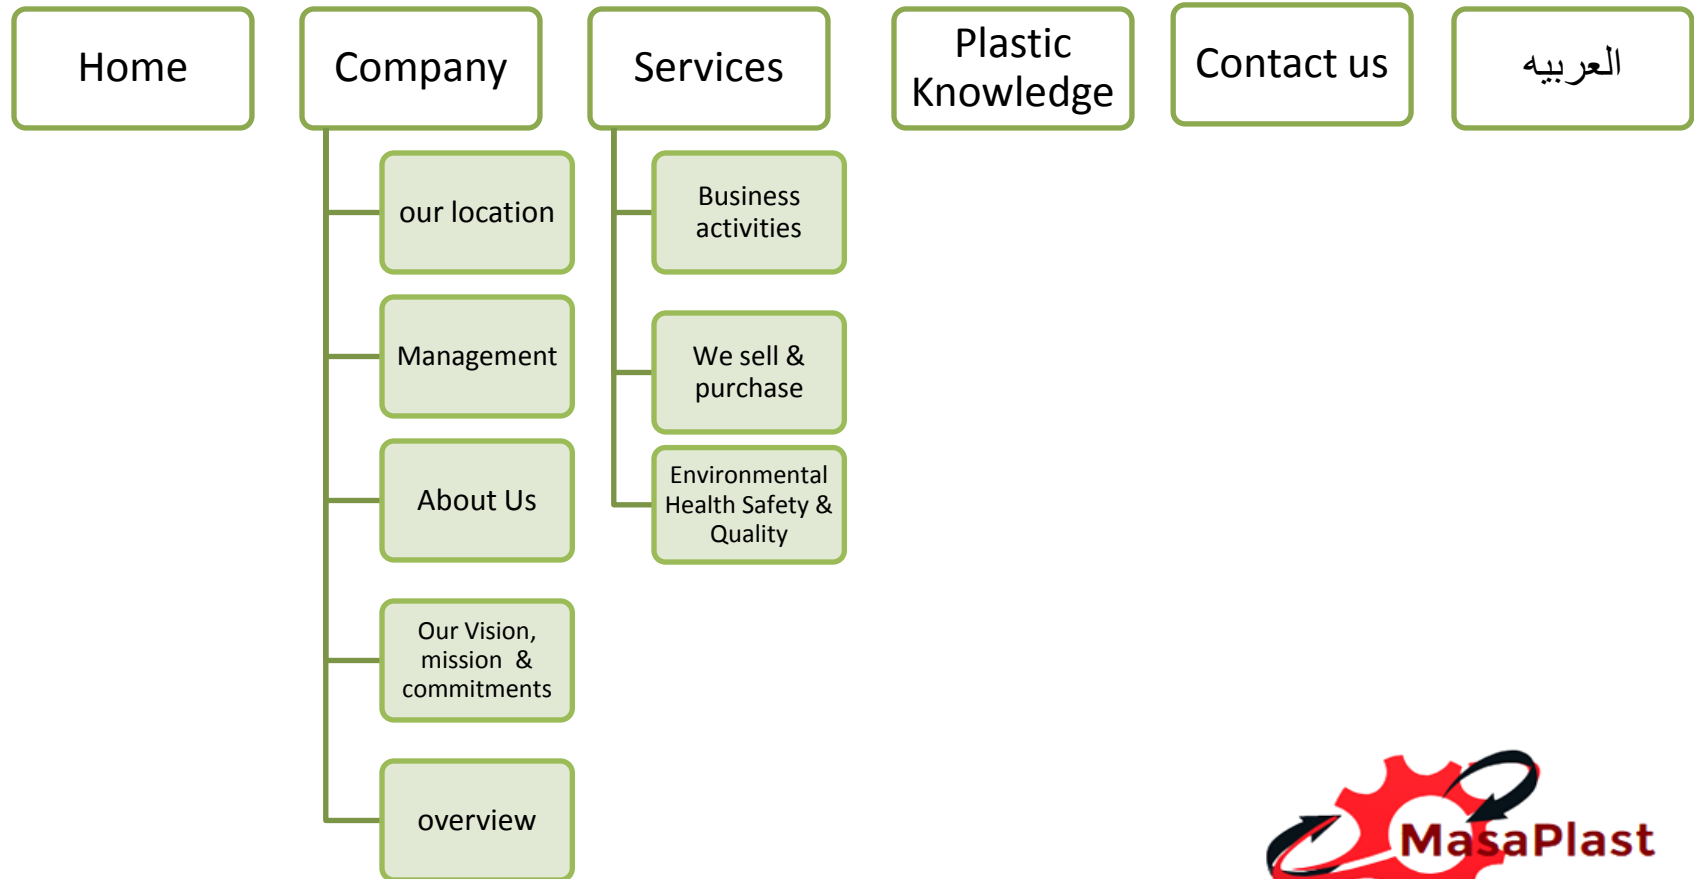 Home
Company
Services
Plastic
Knowledge
Contact us
العربيه
our location
Management
About Us
Our Vision,
mission &
commitments
overview
Business
activities
We sell &
purchase
Environmental
Health Safety &
Quality
MasaPlast